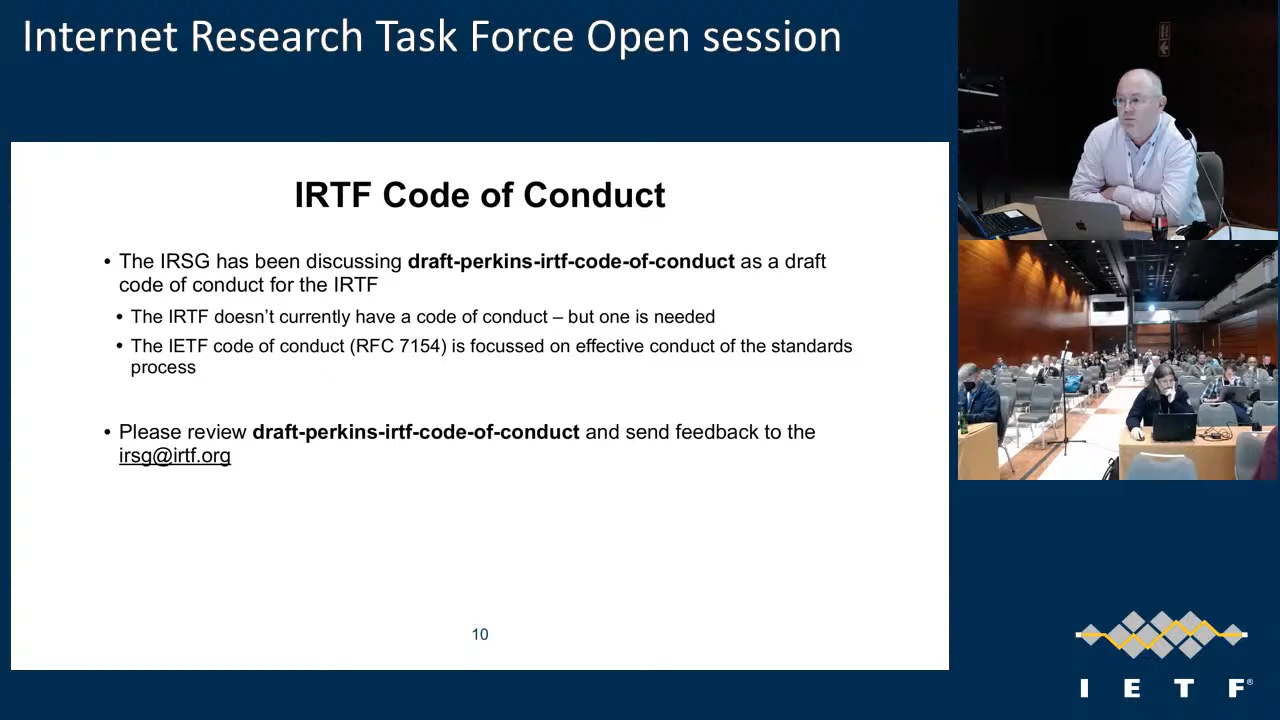 Internet Research Task Force Open session
IRTF Code of Conduct
• The IRSG has been discussing draft-perkins-irtf-code-of-conduct as a draft
code of conduct for the IRTF
• The IRTF doesn’t currently have a code of conduct – but one is needed
• The IETF code of conduct (RFC 7154) is focussed on effective conduct of the standards
process
• Please review draft-perkins-irtf-code-of-conduct and send feedback to the
irsg@irtf.org
10
I E T F®